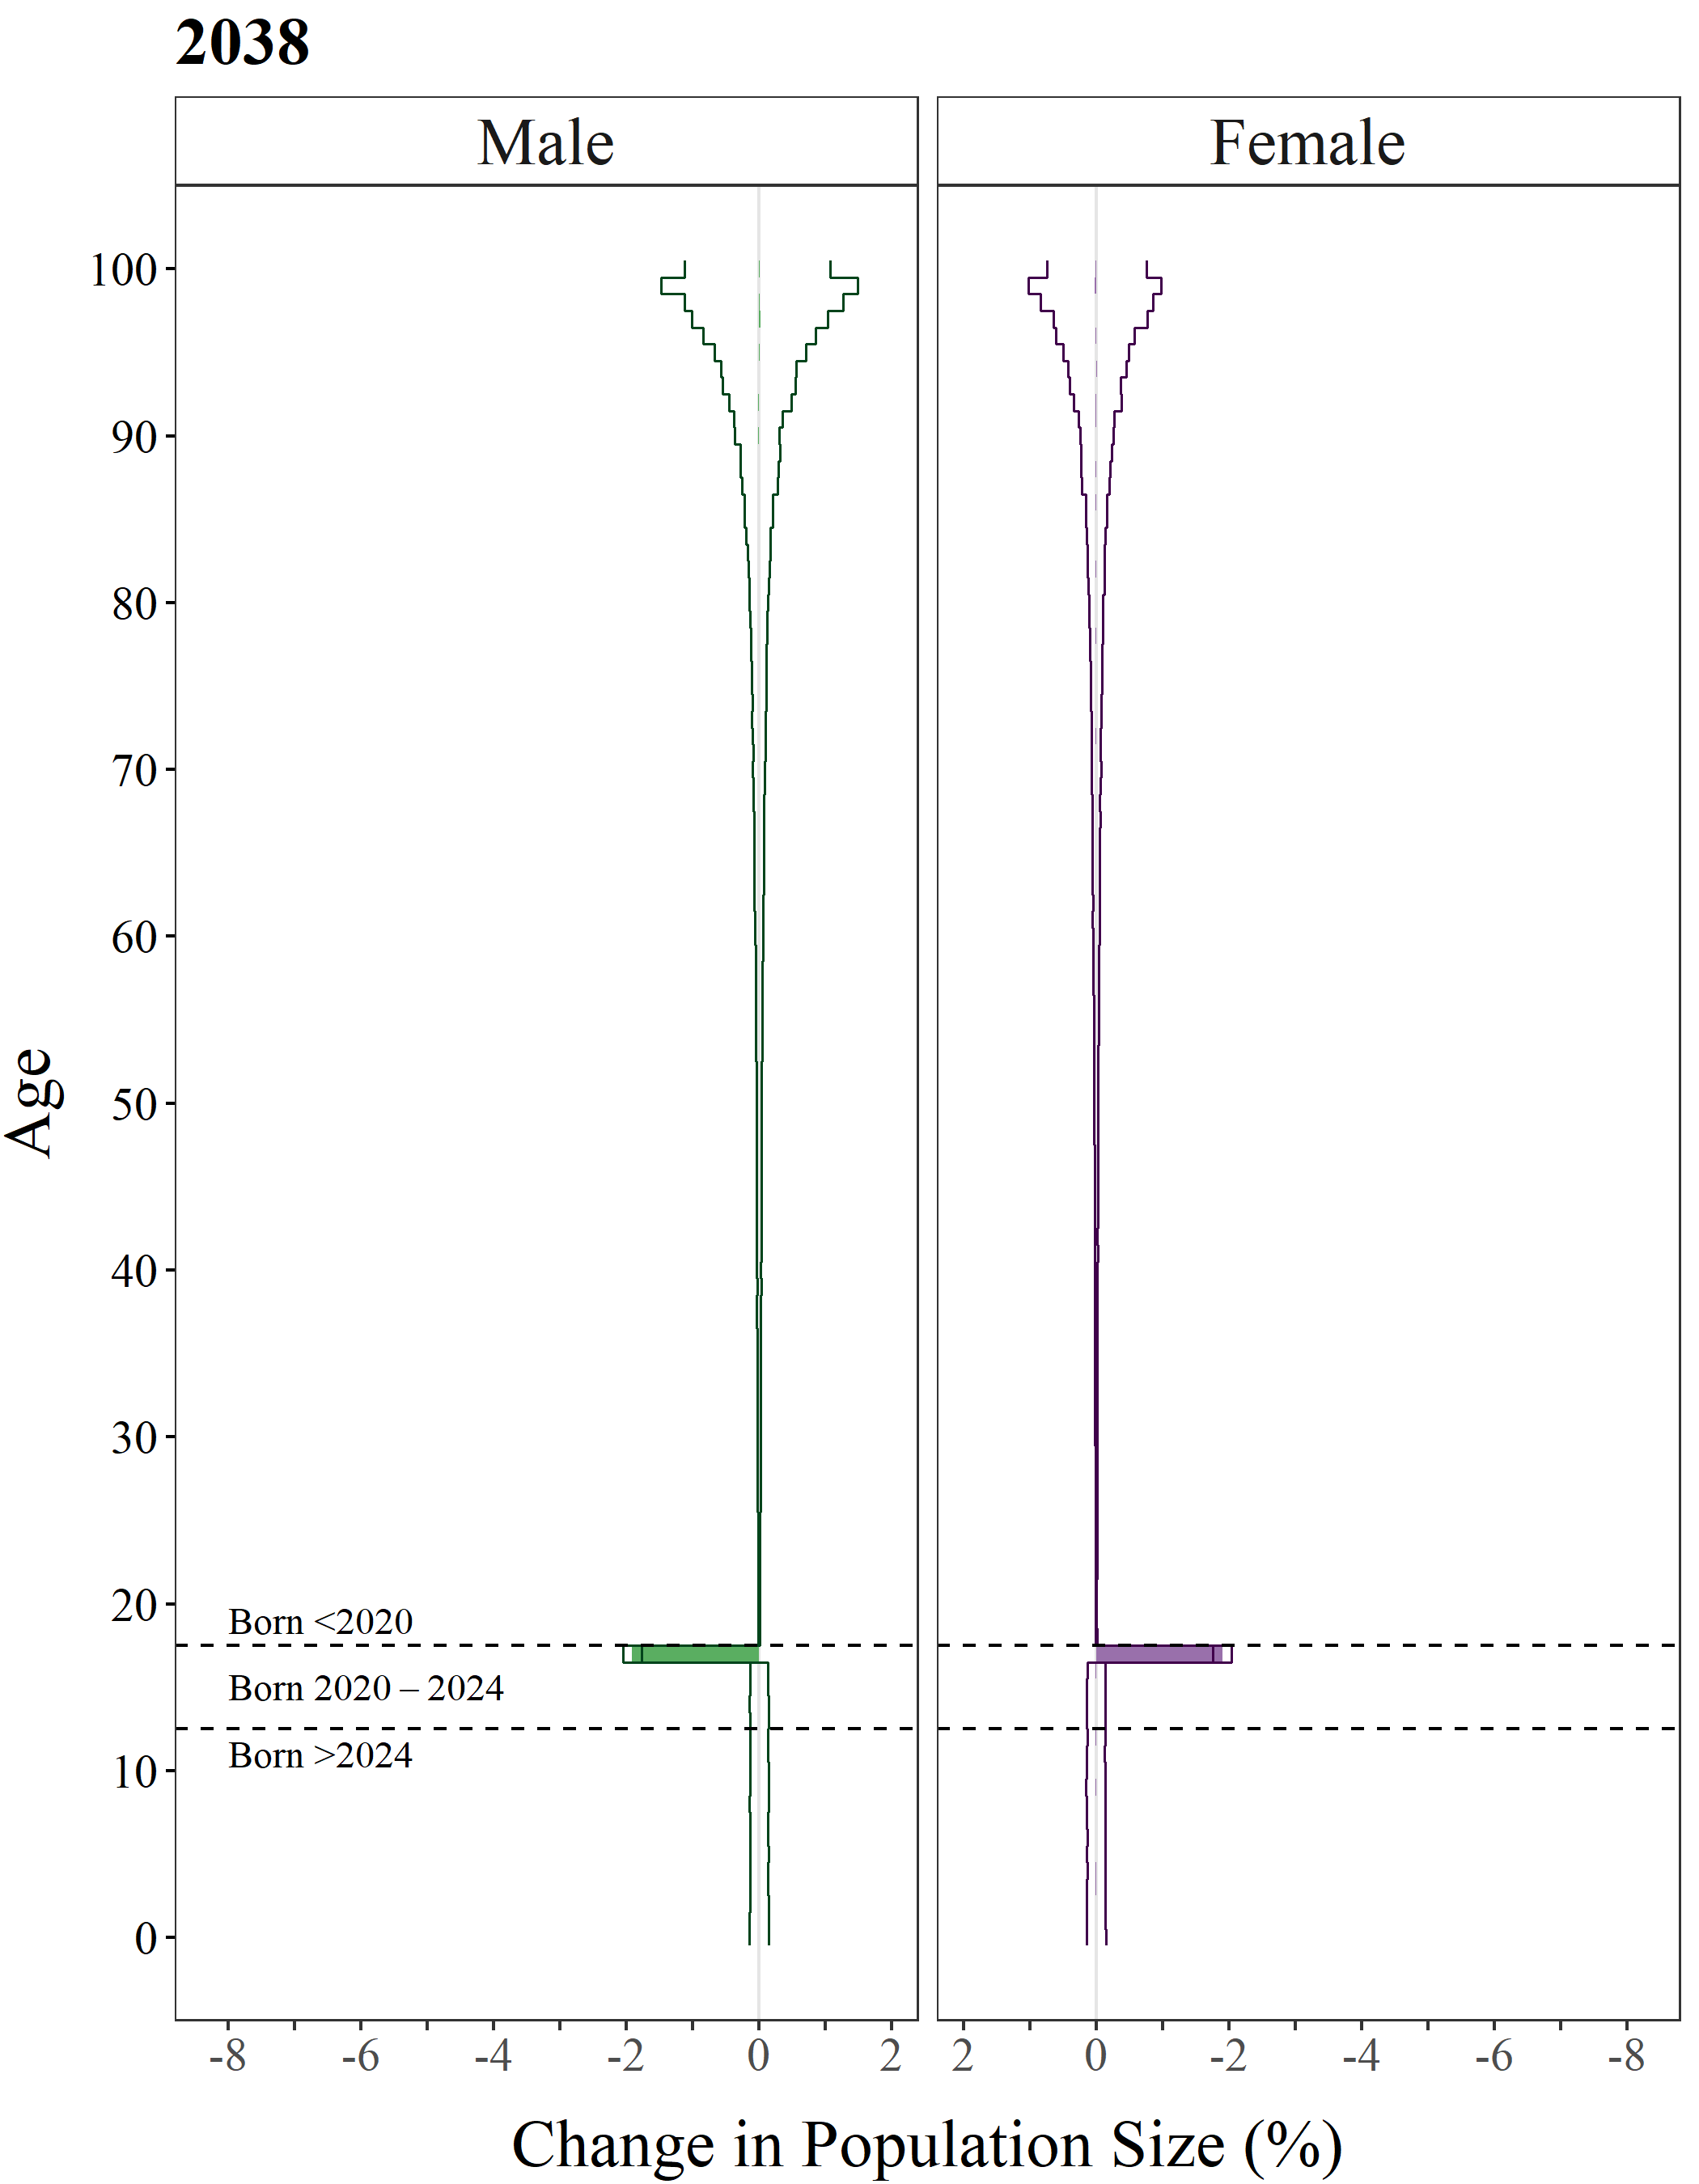 2038
Male
Female
100
90
80
70
60
50
40
30
20
10
0
Age
Born <2020
Born 2020 – 2024
Born >2024
-8 -6 -4 -2 0 2
2 0 -2 -4 -6 -8
Change in Population Size (%)